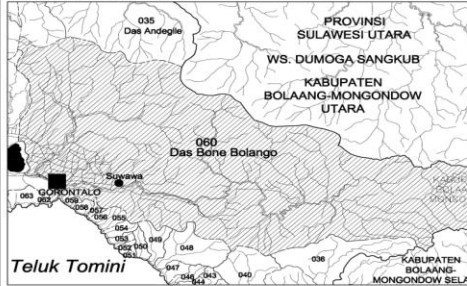 035
Das Andegile
PROVINSI
SULAWESI UTARA
WS. DUMOGA SANGKUB
KABUPATEN
BOLAANG-MONGONDOW
UTARA
060
Das Bone Bolango
Suwawa
GORONTALO
063
062
059
058
057
056
055
054
053
052
051
050
049
048
047
046
043
044
040
036
Teluk Tomini
KABUPATEN
BOLAANG-
MONGONDOW SELA